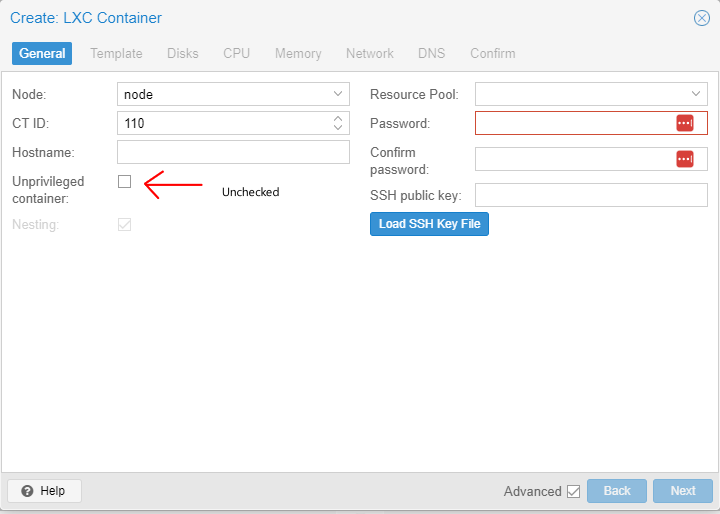 Create: LXC Container
General Template Disks CPU Memory Network DNS Confirm
Node: node
CT ID: 110
Hostname:
Unprivileged
container:
Unchecked
Nesting:
Resource Pool:
Password:
Confirm
password:
SSH public key:
Load SSH Key File
Help
Advanced Back Next